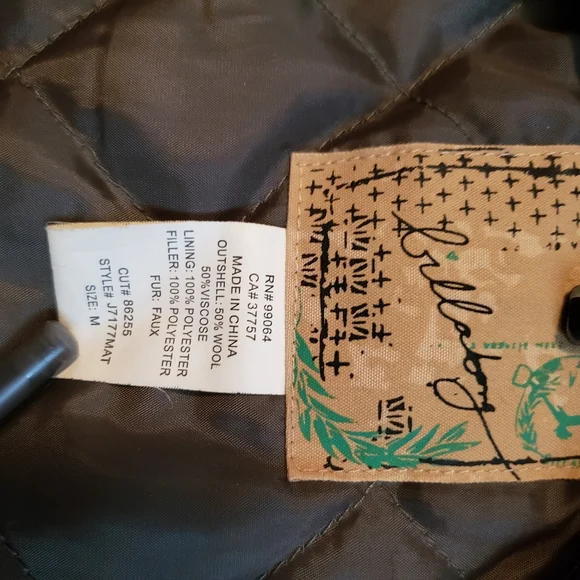 RN# 99064
CA# 37757
MADE IN CHINA
OUTSHELL: 50% WOOL
50%VISCOSE
LINING: 100% POLYESTER
FILLER: 100% POLYESTER
FUR: FAUX
CUT# 86255
STYLE# J7177MAT
SIZE: M
billabong